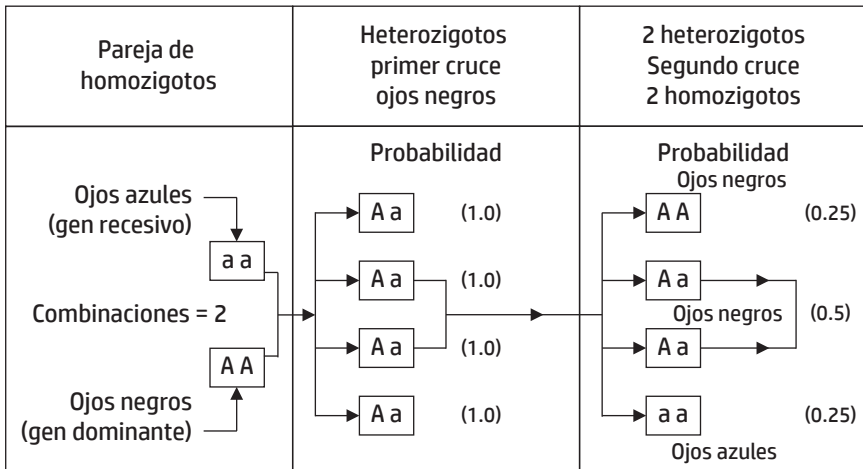 Pareja de
homozigotos
Heterozigotos
primer cruce
ojos negros
2 heterozigotos
Segundo cruce
2 homozigotos
Ojos azules
(gen recesivo)
a a
Combinaciones = 2
A A
Ojos negros
(gen dominante)
Probabilidad
A a (1.0)
A a (1.0)
A a (1.0)
A a (1.0)
Probabilidad
Ojos negros
A A (0.25)
A a
Ojos negros (0.5)
A a
a a (0.25)
Ojos azules